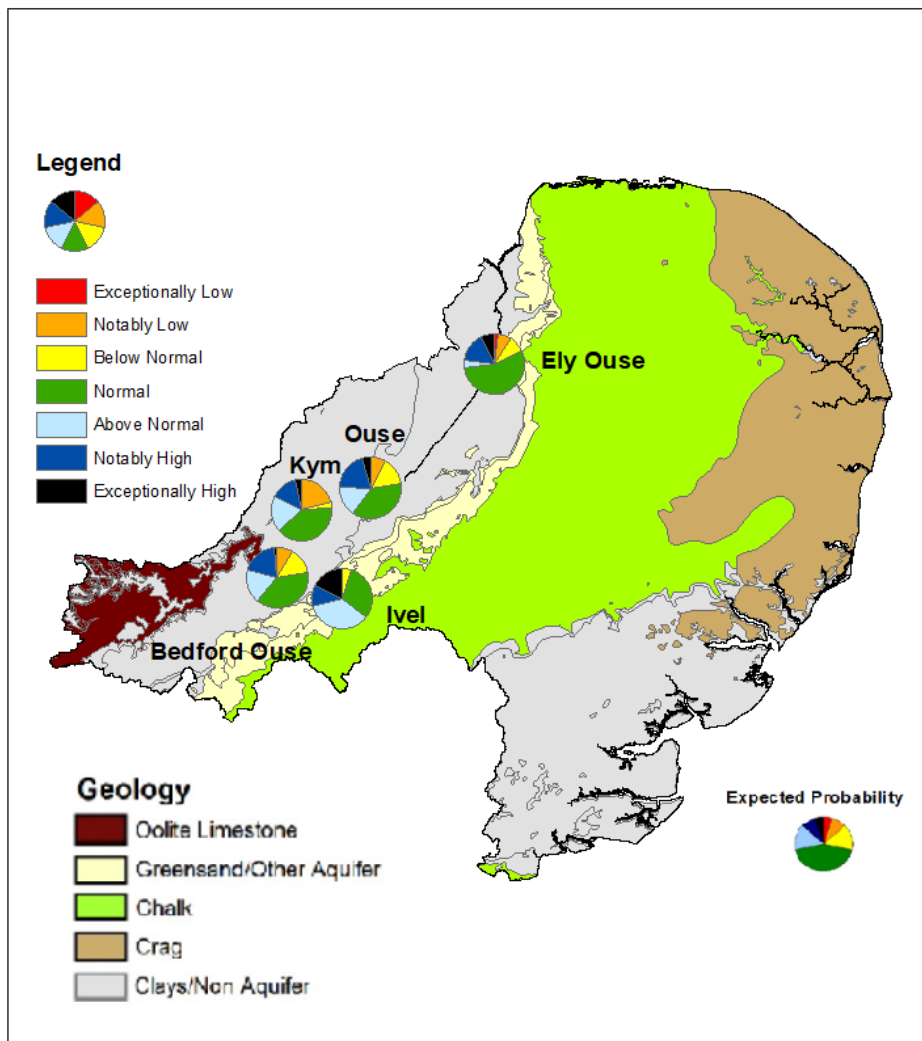 Legend
Exceptionally Low
Notably Low
Below Normal
Normal
Above Normal
Notably High
Exceptionally High
Ely Ouse
Ouse
Kym
Ivel
Bedford Ouse
Geology
Oolite Limestone
Greensand/Other Aquifer
Chalk
Crag
Clays/Non Aquifer
Expected Probability